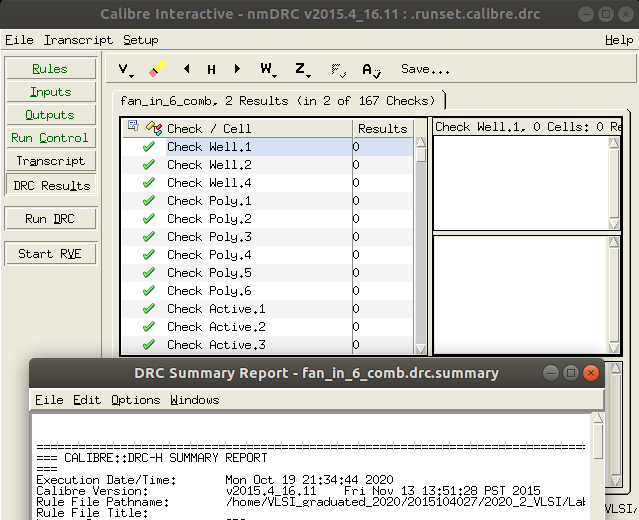 Calibre Interactive - nmDRC v2015.4_16.11 : .runset.calibre.drc
File Transcript Setup Help
Rules
Inputs
Outputs
Run Control
Transcript
DRC Results
Run DRC
Start RVE
V H W Z F A Save...
fan_in_6_comb, 2 Results (in 2 of 167 Checks)
Check / Cell Results
Check Well.1 0
Check Well.2 0
Check Well.4 0
Check Poly.1 0
Check Poly.2 0
Check Poly.3 0
Check Poly.4 0
Check Poly.5 0
Check Poly.6 0
Check Active.1 0
Check Active.2 0
Check Active.3 0
Check Well.1, 0 Cells: 0 Re
DRC Summary Report - fan_in_6_comb.drc.summary
File Edit Options Windows
=== CALIBRE::DRC-H SUMMARY REPORT
===
Execution Date/Time: Mon Oct 19 21:34:44 2020
Calibre Version: v2015.4_16.11 Fri Nov 13 13:51:28 PST 2015
Rule File Pathname: /home/VLSI_graduated_2020/2015104027/2020_2_VLSI/Lab
Rule File Title:
VLSI/